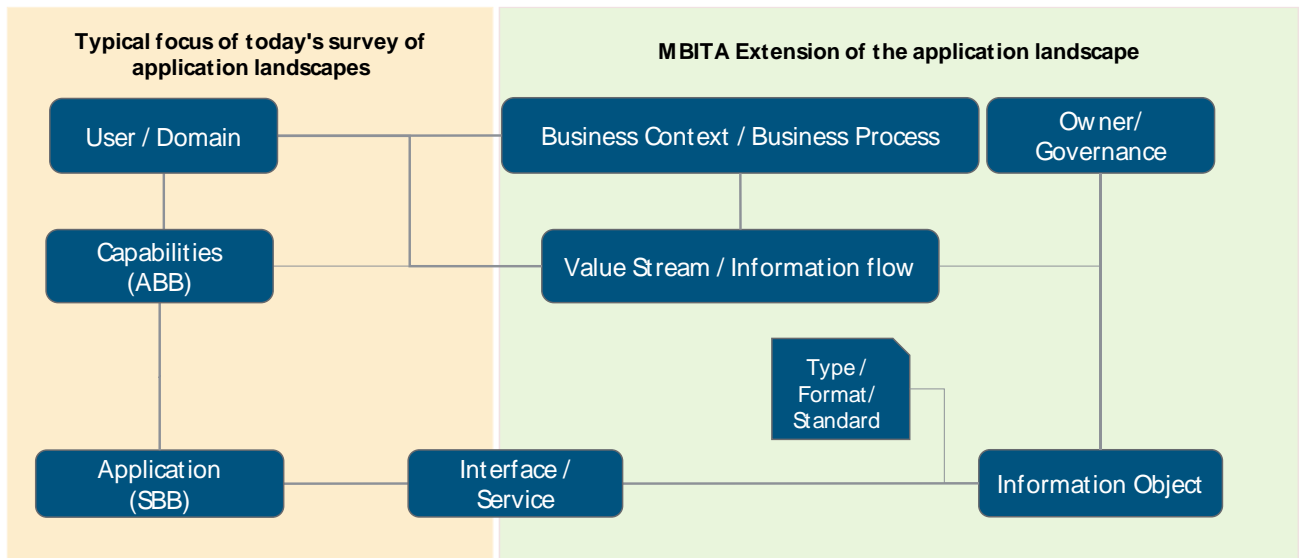 Typical focus of today's survey of
application landscapes
MBITA Extension of the application landscape
User / Domain
Business Context / Business Process
Owner/
Governance
Capabilities
(ABB)
Value Stream / Information flow
Type /
Format/
Standard
Application
(SBB)
Interface /
Service
Information Object